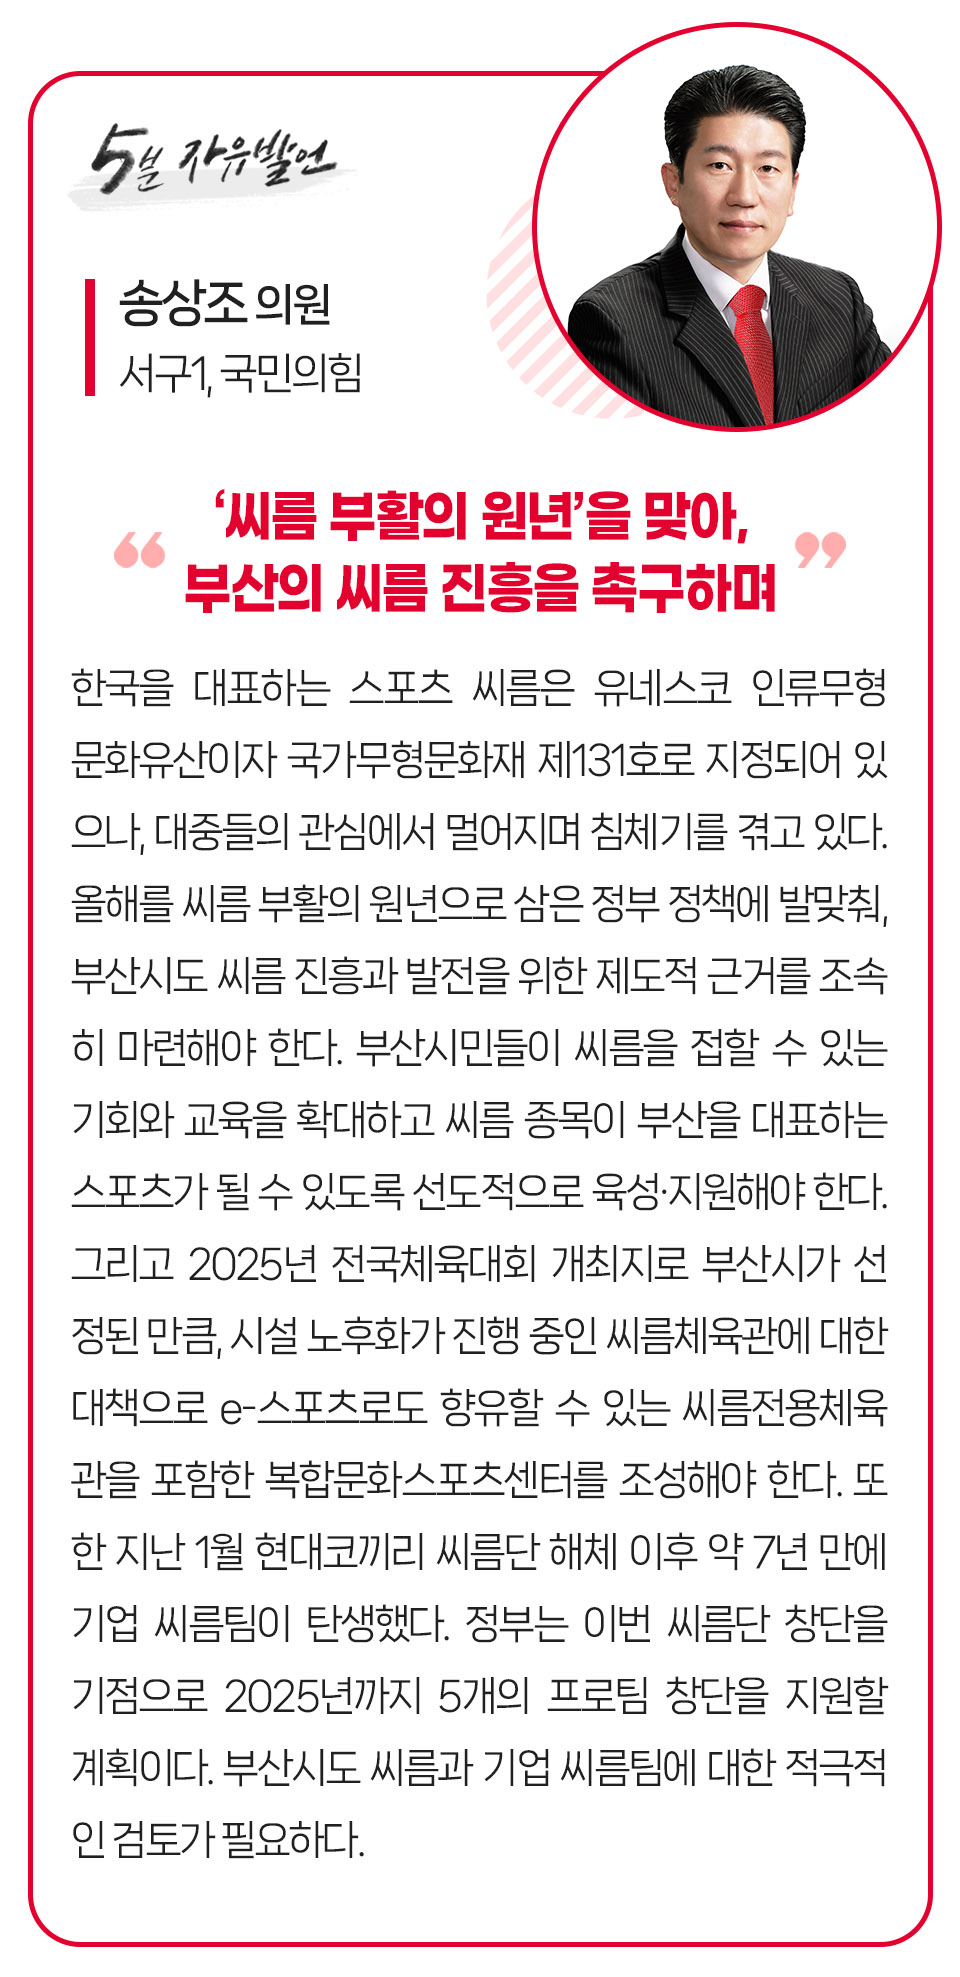 5분 자유발언
송상조 의원
서구1, 국민의힘
‘씨름 부활의 원년’을 맞아,
“ 부산의 씨름 진흥을 촉구하며 ”
한국을 대표하는 스포츠 씨름은 유네스코 인류무형
문화유산이자 국가무형문화재 제131호로 지정되어 있
으나, 대중들의 관심에서 멀어지며 침체기를 겪고 있다.
올해를 씨름 부활의 원년으로 삼은 정부 정책에 발맞춰,
부산시도 씨름 진흥과 발전을 위한 제도적 근거를 조속
히 마련해야 한다. 부산시민들이 씨름을 접할 수 있는
기회와 교육을 확대하고 씨름 종목이 부산을 대표하는
스포츠가 될 수 있도록 선도적으로 육성·지원해야 한다.
그리고 2025년 전국체육대회 개최지로 부산시가 선
정된 만큼, 시설 노후화가 진행 중인 씨름체육관에 대한
대책으로 e-스포츠로도 향유할 수 있는 씨름전용체육
관을 포함한 복합문화스포츠센터를 조성해야 한다. 또
한 지난 1월 현대코끼리 씨름단 해체 이후 약 7년 만에
기업 씨름팀이 탄생했다. 정부는 이번 씨름단 창단을
기점으로 2025년까지 5개의 프로팀 창단을 지원할
계획이다. 부산시도 씨름과 기업 씨름팀에 대한 적극적
인 검토가 필요하다.